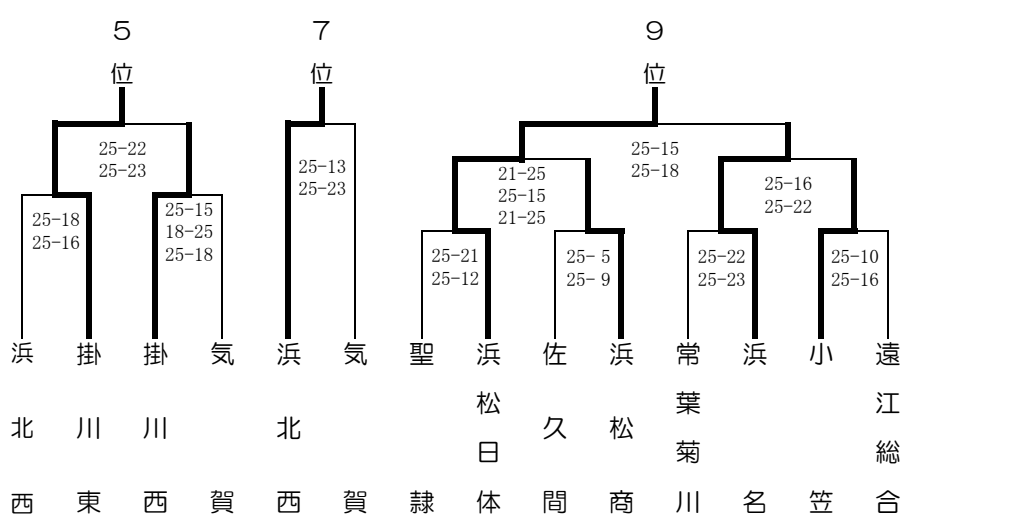 5位
7位
9位
25-22
25-23
25-18
25-16
25-15
18-25
25-18
25-13
25-23
25-15
25-18
21-25
25-15
21-25
25-16
25-22
25-21
25-12
25- 5
25- 9
25-22
25-23
25-10
25-16
浜北西
掛川東
掛川西
気賀
浜北西
気賀
聖隷
浜松日体
佐久間
浜松商
常葉菊川
浜名
小笠
遠江総合